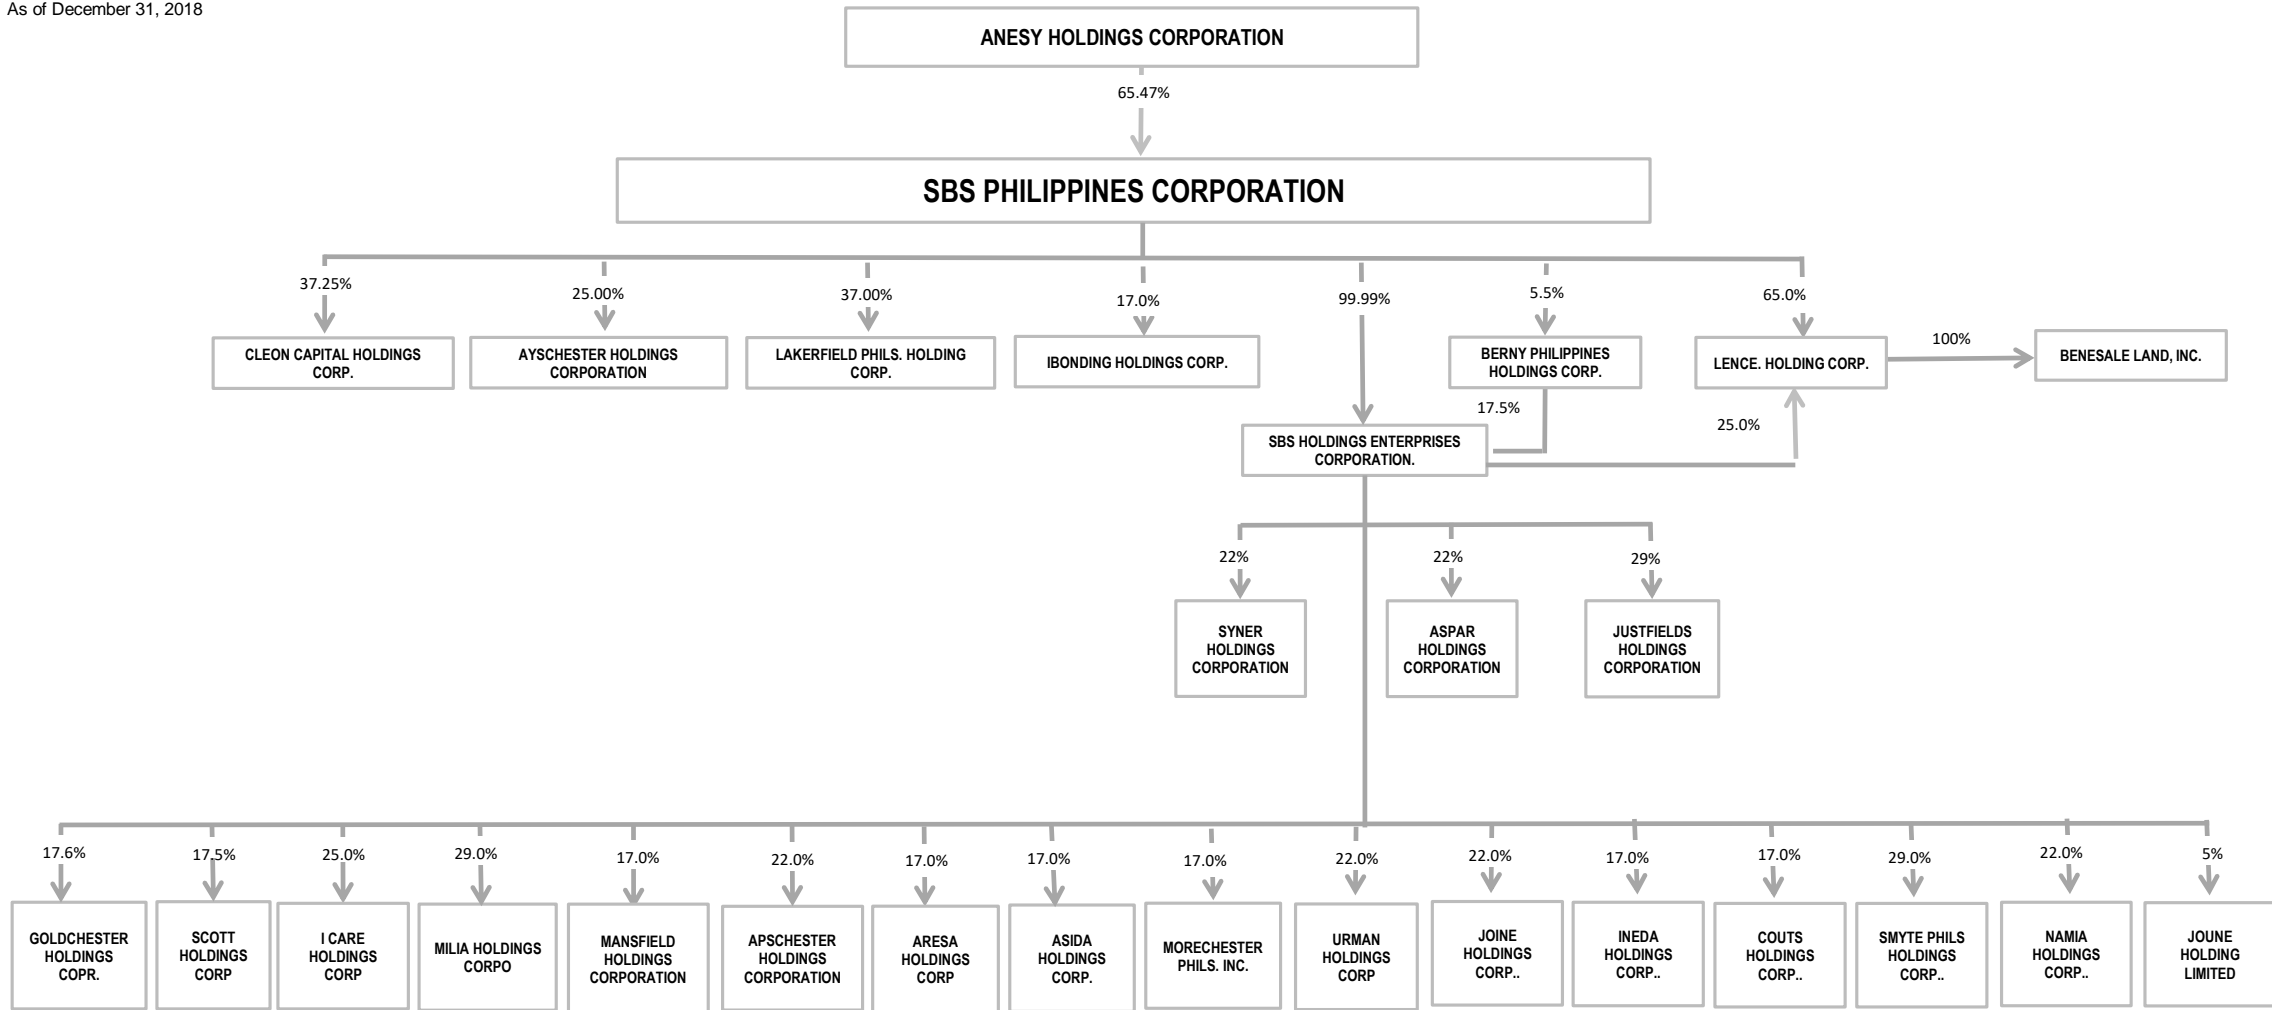 As of December 31, 2018
ANESY HOLDINGS CORPORATION
65.47%
SBS PHILIPPINES CORPORATION
37.25%
25.00%
37.00%
17.0%
99.99%
5.5%
65.0%
CLEON CAPITAL HOLDINGS
CORP.
AYSCHESTER HOLDINGS
CORPORATION
LAKERFIELD PHILS. HOLDING
CORP.
IBONDING HOLDINGS CORP.
BERNY PHILIPPINES
HOLDINGS CORP.
LENCE. HOLDING CORP.
100%
BENESALE LAND, INC.
17.5%
25.0%
SBS HOLDINGS ENTERPRISES
CORPORATION.
22%
22%
29%
SYNER
HOLDINGS
CORPORATION
ASPAR
HOLDINGS
CORPORATION
JUSTFIELDS
HOLDINGS
CORPORATION
17.6%
17.5%
25.0%
29.0%
17.0%
22.0%
17.0%
17.0%
17.0%
22.0%
22.0%
17.0%
17.0%
29.0%
22.0%
5%
GOLDCHESTER
HOLDINGS
COPR.
SCOTT
HOLDINGS
CORP
I CARE
HOLDINGS
CORP
MILIA HOLDINGS
CORPO
MANSFIELD
HOLDINGS
CORPORATION
APSCHESTER
HOLDINGS
CORPORATION
ARESA
HOLDINGS
CORP
ASIDA
HOLDINGS
CORP.
MORECHESTER
PHILS. INC.
URMAN
HOLDINGS
CORP
JOINE
HOLDINGS
CORP..
INEDA
HOLDINGS
CORP..
COUTS
HOLDINGS
CORP..
SMYTE PHILS
HOLDINGS
CORP..
NAMIA
HOLDINGS
CORP..
JOUNE
HOLDING
LIMITED